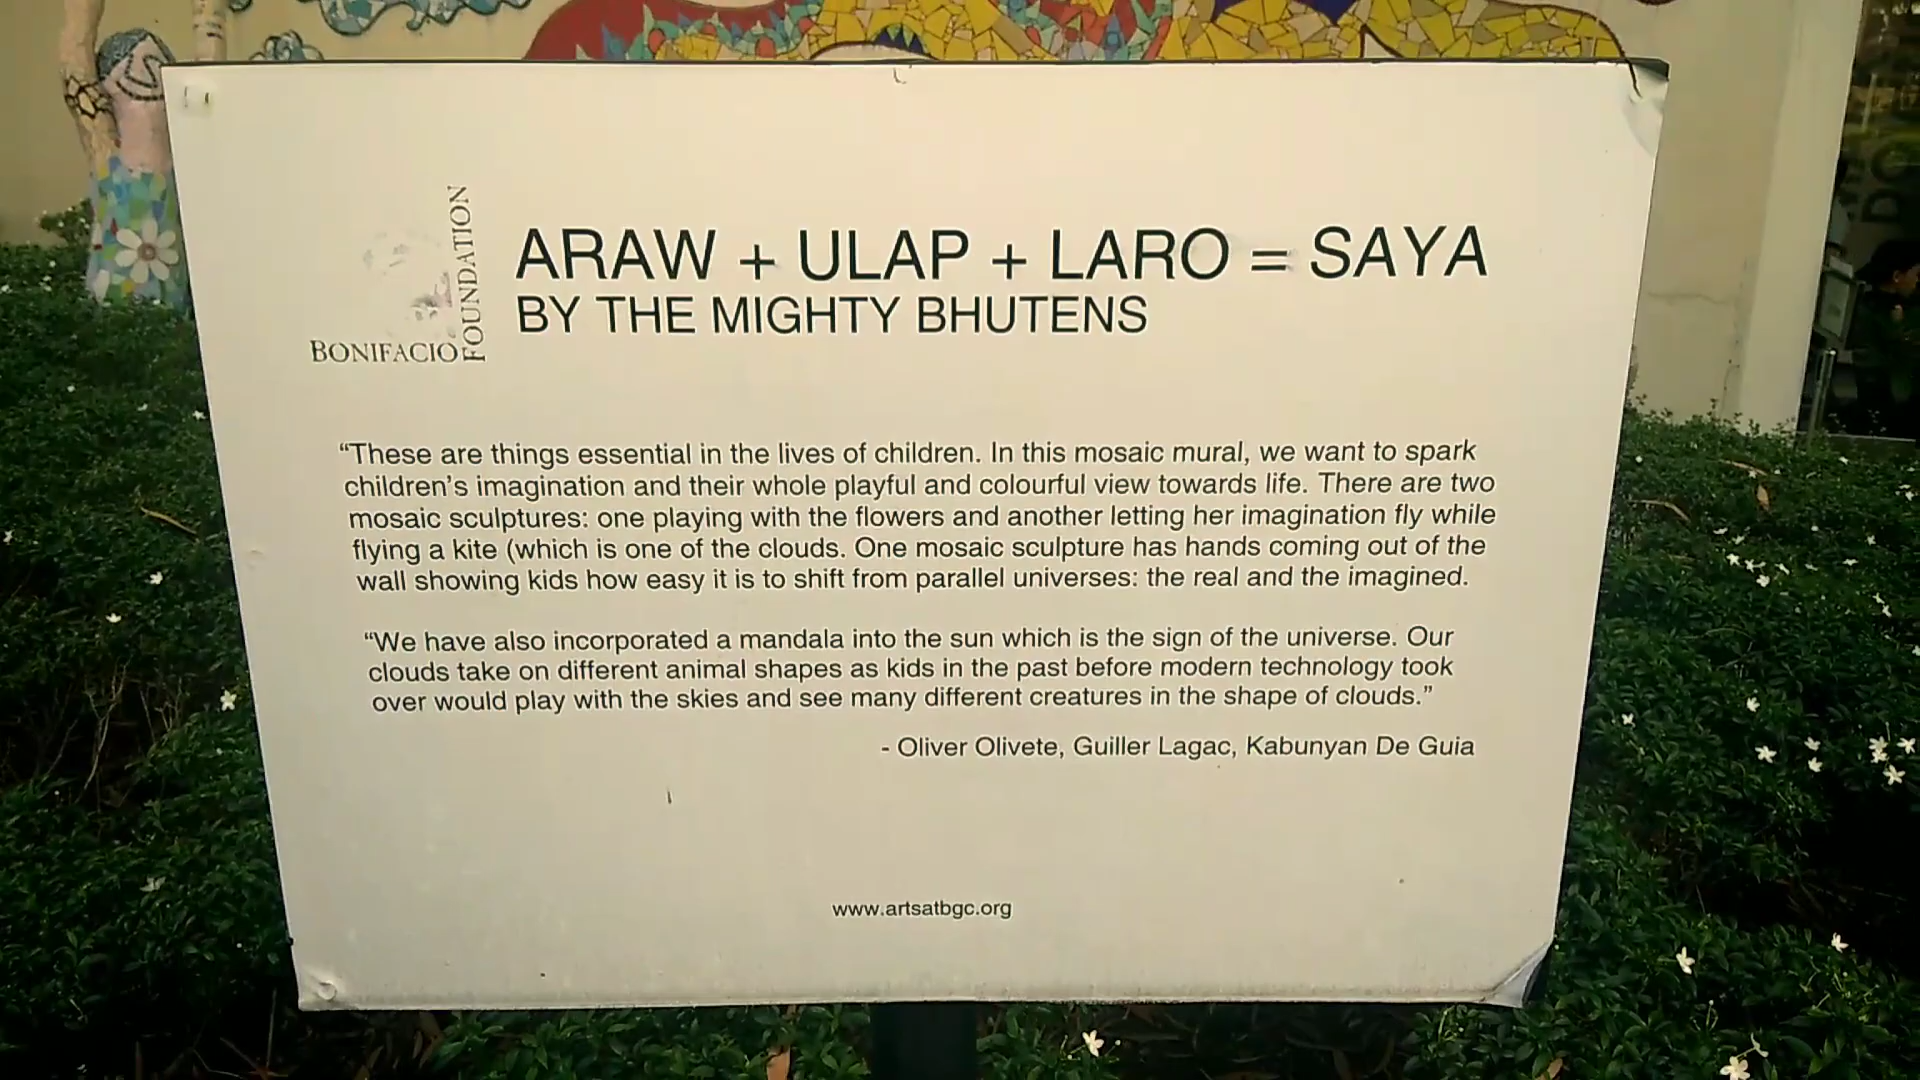 BONIFACIO
FOUNDATION
ARAW + ULAP + LARO = SAYA
BY THE MIGHTY BHUTENS
“These are things essential in the lives of children. In this mosaic mural, we want to spark
children’s imagination and their whole playful and colourful view towards life. There are two
mosaic sculptures: one playing with the flowers and another letting her imagination fly while
flying a kite (which is one of the clouds. One mosaic sculpture has hands coming out of the
wall showing kids how easy it is to shift from parallel universes: the real and the imagined.
“We have also incorporated a mandala into the sun which is the sign of the universe. Our
clouds take on different animal shapes as kids in the past before modern technology took
over would play with the skies and see many different creatures in the shape of clouds.”
- Oliver Olivete, Guiller Lagac, Kabunyan De Guia
www.artsatbgc.org